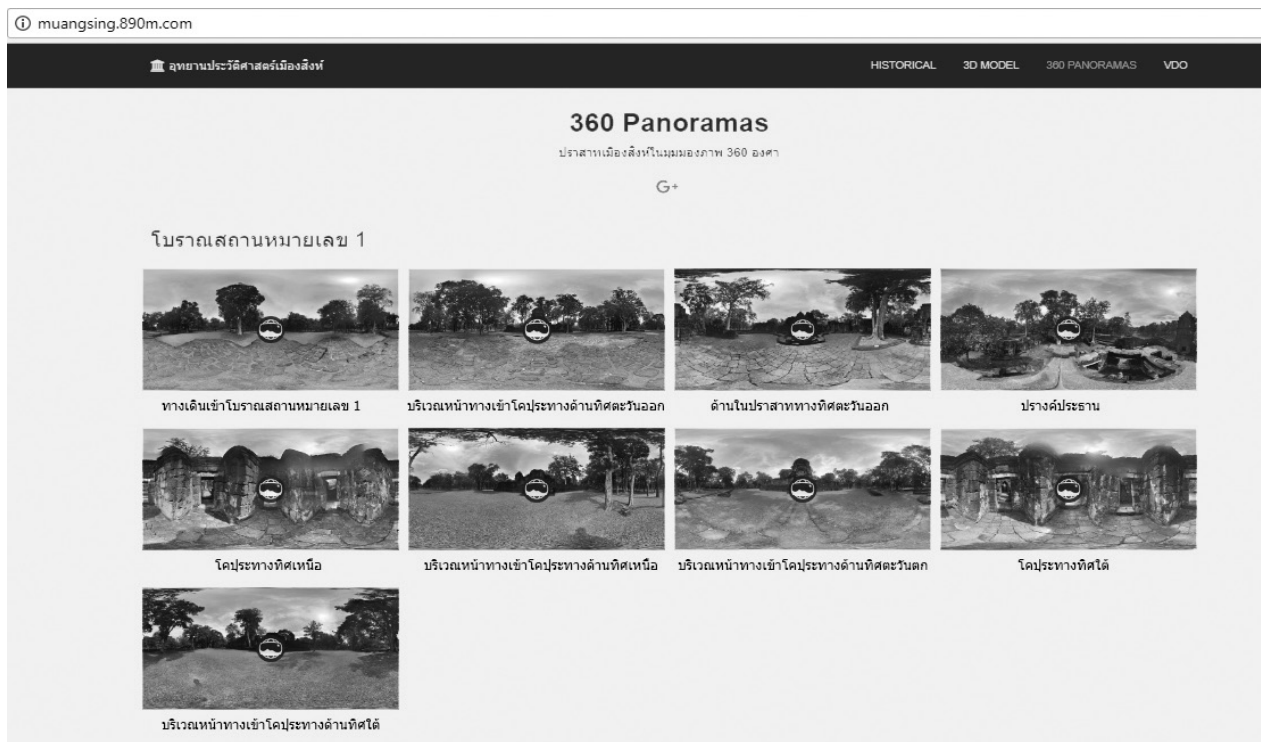 muangsing.890m.com
อุทยานประวัติศาสตร์เมืองสิงห์ HISTORICAL 3D MODEL 360 PANORAMAS VDO
360 Panoramas
ปราสาทเมืองสิงห์ในมุมมองภาพ 360 องศา
G+
โบราณสถานหมายเลข 1
ทางเดินเข้าโบราณสถานหมายเลข 1 บริเวณหน้าทางเข้าโคปุระทางด้านทิศตะวันออก ด้านในปราสาททางทิศตะวันออก ปรางค์ประธาน
โคปุระทางทิศเหนือ บริเวณหน้าทางเข้าโคปุระทางด้านทิศเหนือ บริเวณหน้าทางเข้าโคปุระทางด้านทิศตะวันตก โคปุระทางทิศใต้
บริเวณหน้าทางเข้าโคปุระทางด้านทิศใต้